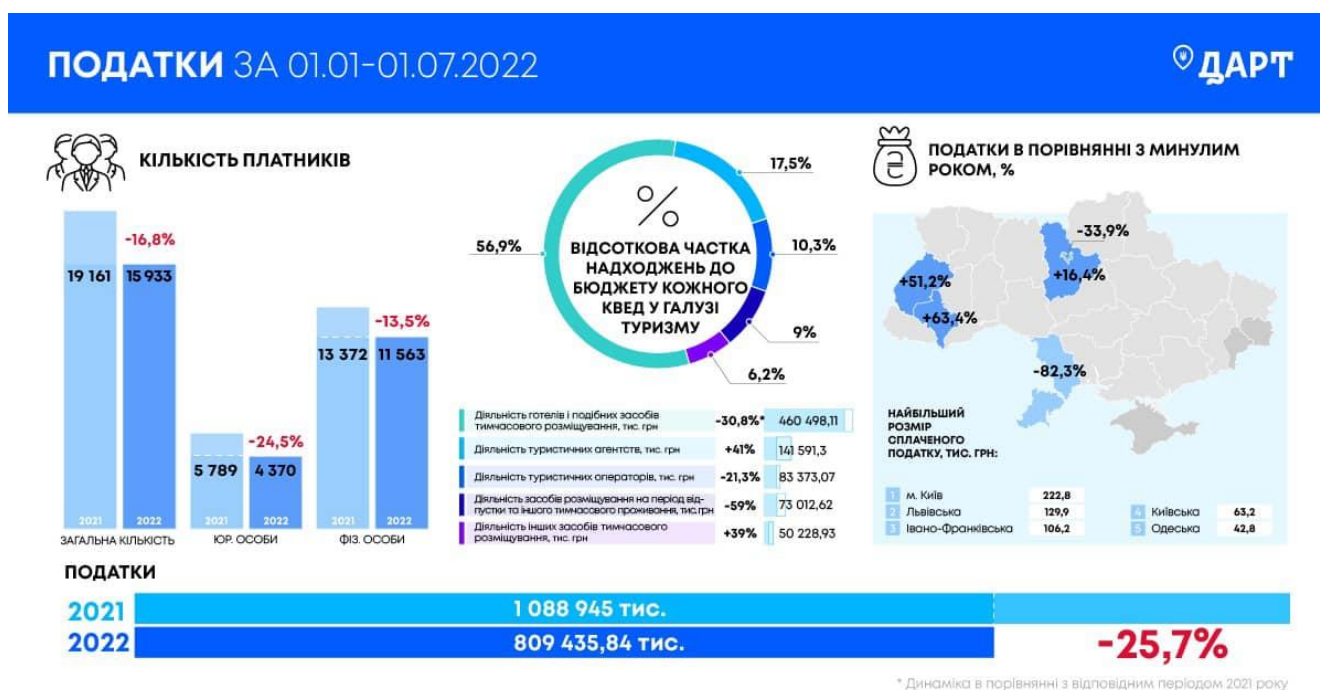 ПОДАТКИ ЗА 01.01-01.07.2022
ДАРТ
КІЛЬКІСТЬ ПЛАТНИКІВ
-16,8%
19 161
15 933
-24,5%
5 789
4 370
-13,5%
13 372
11 563
2021
2022
2021
2022
2021
2022
ЗАГАЛЬНА КІЛЬКІСТЬ
ЮР. ОСОБИ
ФІЗ. ОСОБИ
%
ВІДСОТКОВА ЧАСТКА
НАДХОДЖЕНЬ ДО
БЮДЖЕТУ КОЖНОГО
КВЕД У ГАЛУЗІ
ТУРИЗМУ
56,9%
17,5%
10,3%
9%
6,2%
Діяльність готелів і подібних засобів
тимчасового розміщування, тис. грн
-30,8%*
460 498,11
Діяльність туристичних агентств, тис. грн
+41%
141 591,3
Діяльність туристичних операторів, тис. грн
-21,3%
83 373,07
Діяльність засобів розміщування на період від-
пустки та іншого тимчасового проживання, тис.грн
-59%
73 012,62
Діяльність інших засобів тимчасового
розміщування, тис. грн
+39%
50 228,93
₴
ПОДАТКИ В ПОРІВНЯННІ З МИНУЛИМ
РОКОМ, %
-33,9%
+16,4%
+51,2%
+63,4%
-82,3%
НАЙБІЛЬШИЙ
РОЗМІР
СПЛАЧЕНОГО
ПОДАТКУ, ТИС. ГРН:
1 м. Київ 222,8
2 Львівська 129,9
3 Івано-Франківська 106,2
4 Київська 63,2
5 Одеська 42,8
ПОДАТКИ
2021 1 088 945 тис.
2022 809 435,84 тис.
-25,7%
* Динаміка в порівнянні з відповідним періодом 2021 року